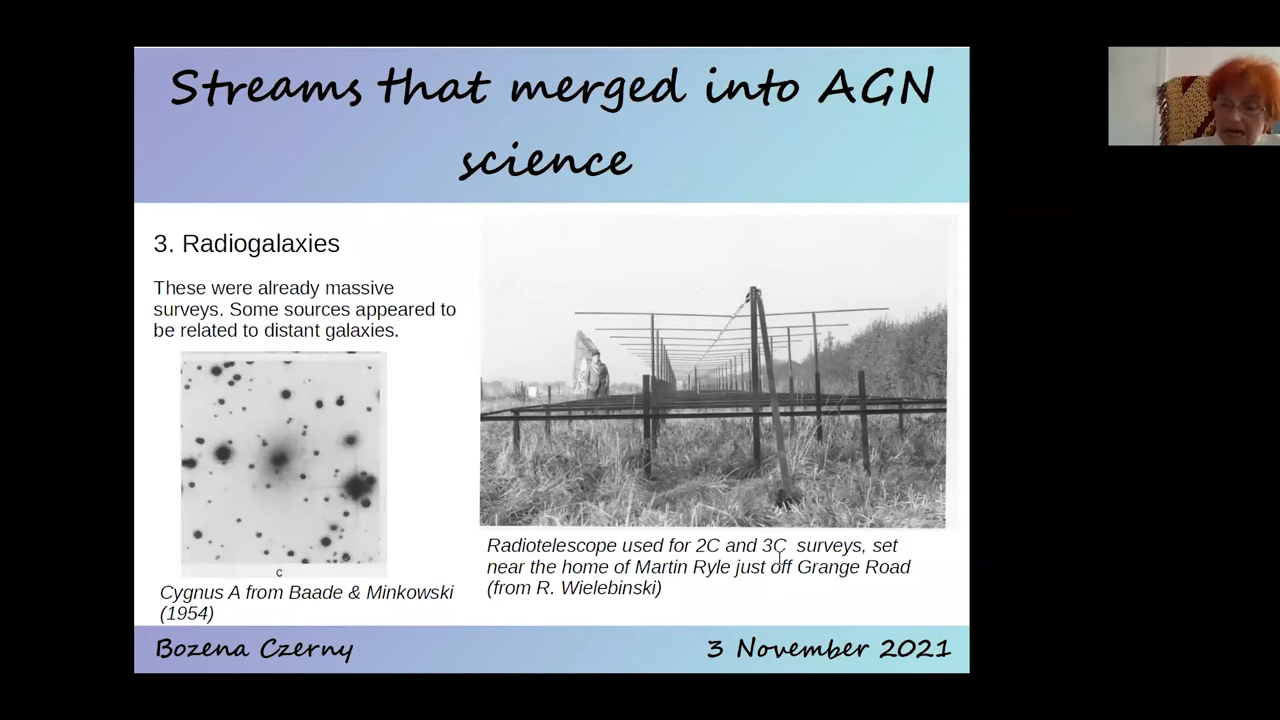 Streams that merged into AGN
science
3. Radiogalaxies
These were already massive
surveys. Some sources appeared to
be related to distant galaxies.
C
Cygnus A from Baade & Minkowski
(1954)
Radiotelescope used for 2C and 3C surveys, set
near the home of Martin Ryle just off Grange Road
(from R. Wielebinski)
Bozena Czerny
3 November 2021